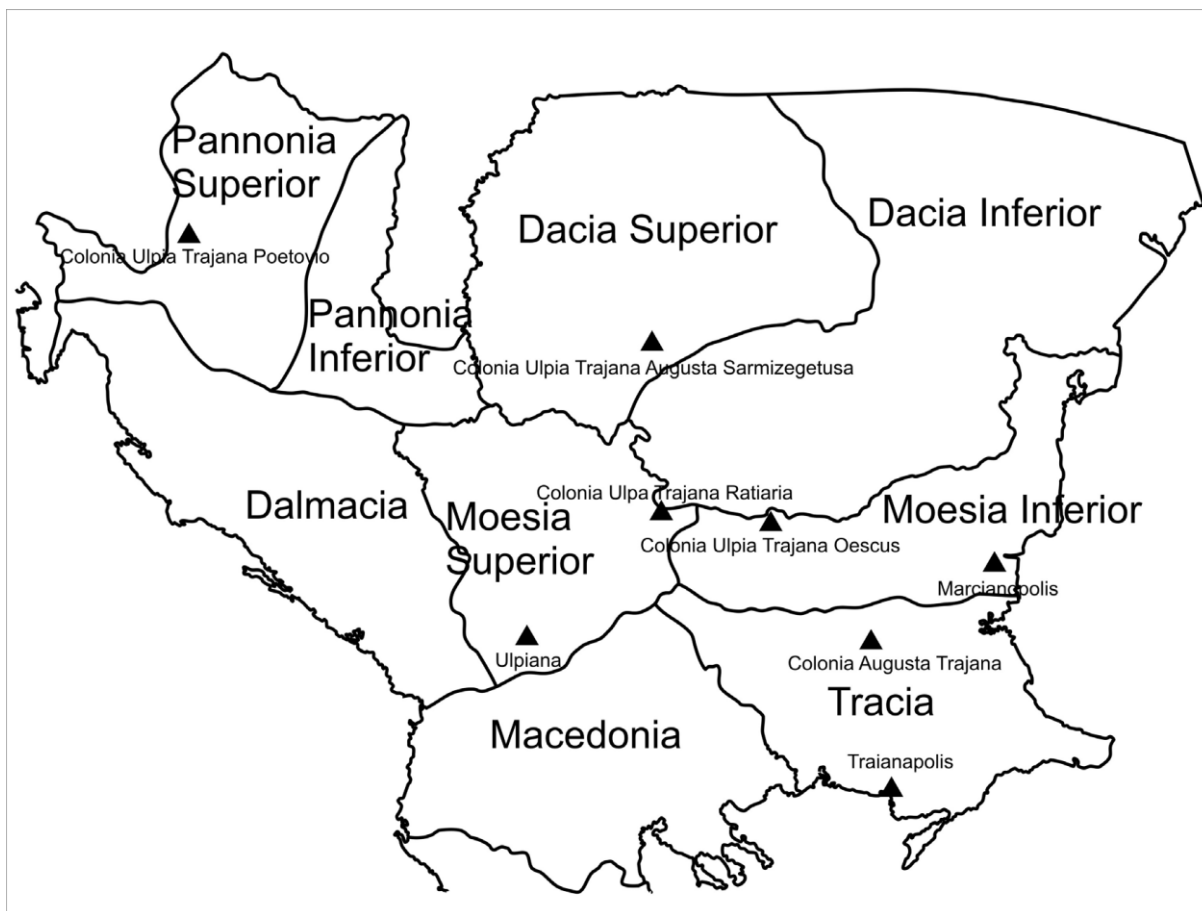 Pannonia
Superior
Dacia Superior
Dacia Inferior
Colonia Ulpia Trajana Poetovio
Pannonia
Inferior
Colonia Ulpia Trajana Augusta Sarmizegetusa
Dalmacia
Colonia Ulpa Trajana Ratiaria
Moesia
Superior
Moesia Inferior
Colonia Ulpia Trajana Oescus
Marcianopolis
Ulpiana
Colonia Augusta Trajana
Tracia
Macedonia
Traianapolis